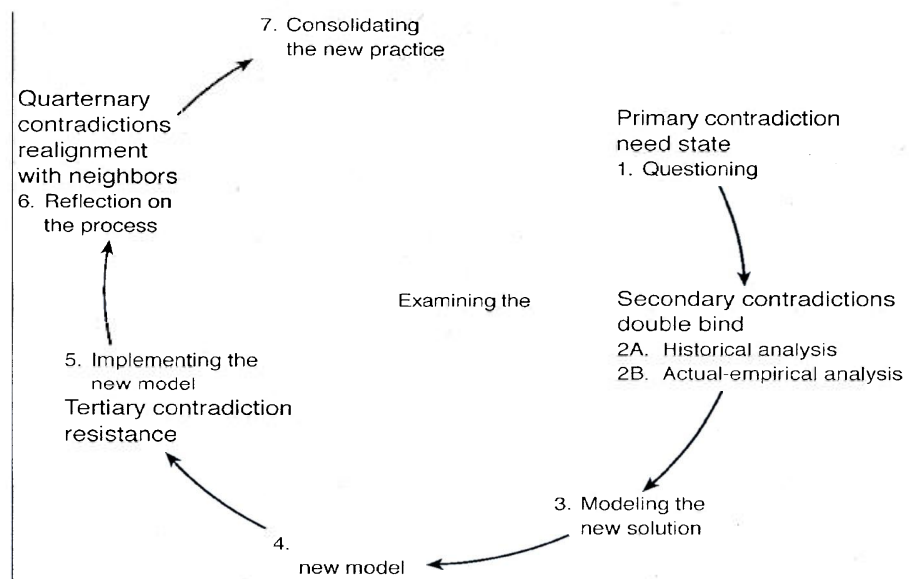 7. Consolidating
the new practice
Quarternary
contradictions
realignment
with neighbors
6. Reflection on
the process
Primary contradiction
need state
1. Questioning
Examining the
Secondary contradictions
double bind
2A. Historical analysis
2B. Actual-empirical analysis
5. Implementing the
new model
Tertiary contradiction
resistance
3. Modeling the
new solution
4.
new model